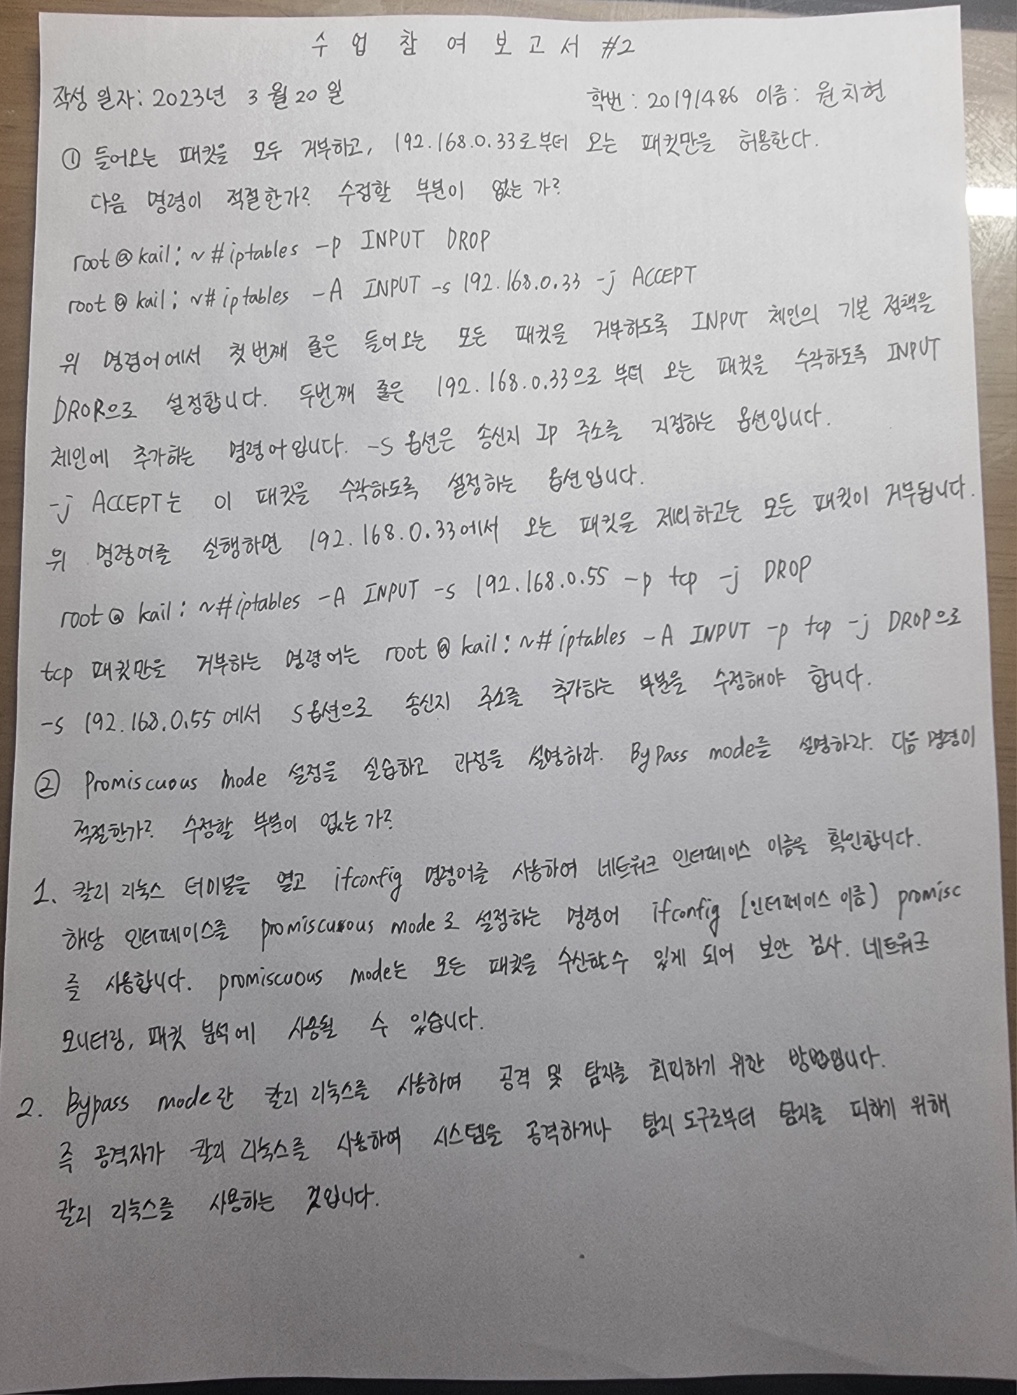 수업참여보고서 #2
작성 일자: 2023년 3월 20일 학번: 20191486 이름: 원치현
① 들어오는 패킷을 모두 거부하고, 192.168.0.33로부터 오는 패킷만을 허용한다.
다음 명령이 적절한가? 수정할 부분이 없는가?
root@kail:~#iptables -p INPUT DROP
root@kail:~#iptables -A INPUT -s 192.168.0.33 -j ACCEPT
위 명령어에서 첫번째 줄은 들어오는 모든 패킷을 거부하도록 INPUT 체인의 기본 정책을
DROP으로 설정합니다. 두번째 줄은 192.168.0.33으로부터 오는 패킷을 수락하도록 INPUT
체인에 추가하는 명령어입니다. -S 옵션은 송신지 IP 주소를 지정하는 옵션입니다.
-j ACCEPT는 이 패킷을 수락하도록 설정하는 옵션입니다.
위 명령어를 실행하면 192.168.0.33에서 오는 패킷을 제외하고는 모든 패킷이 거부됩니다.
root@kail:~#iptables -A INPUT -s 192.168.0.55 -p tcp -j DROP
tcp 패킷만을 거부하는 명령어는 root@kail:~#iptables -A INPUT -p tcp -j DROP으로
-s 192.168.0.55에서 s옵션으로 송신지 주소를 추가하는 부분을 수정해야 합니다.
② Promiscuous mode 설정을 실습하고 과정을 설명하라. ByPass mode를 설명하라. 다음 명령이
적절한가? 수정할 부분이 없는가?
1. 칼리 리눅스 터미널을 열고 ifconfig 명령어를 사용하여 네트워크 인터페이스 이름을 확인합니다.
해당 인터페이스를 promiscuous mode로 설정하는 명령어 ifconfig [인터페이스 이름] promisc
를 사용합니다. promiscuous mode는 모든 패킷을 수신할수 있게 되어 보안 검사, 네트워크
모니터링, 패킷 분석에 사용될 수 있습니다.
2. Bypass mode란 칼리 리눅스를 사용하여 공격 및 탐지를 회피하기 위한 방법입니다.
즉 공격자가 칼리 리눅스를 사용하여 시스템을 공격하거나 탐지 도구로부터 탐지를 피하기 위해
칼리 리눅스를 사용하는 것입니다.